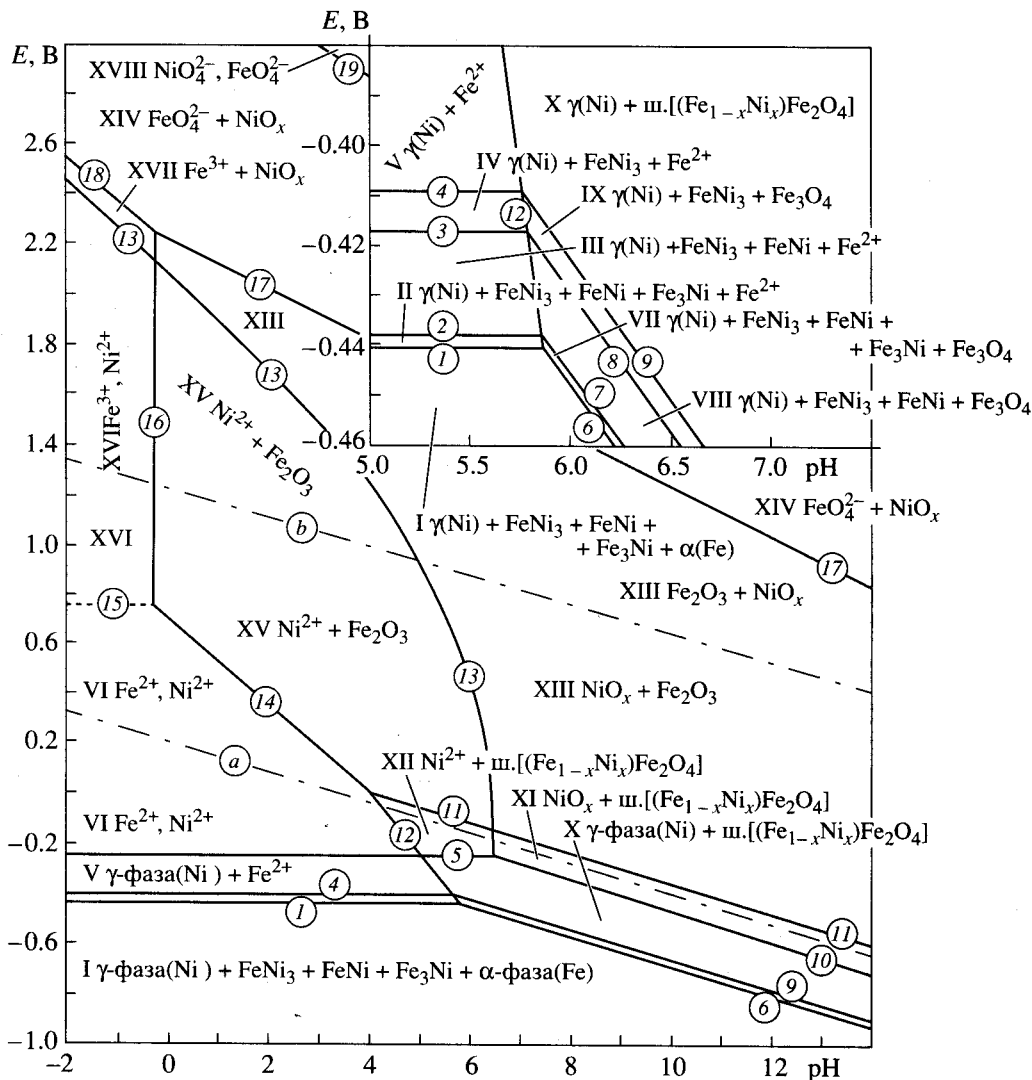 E, В
E, В
XVIII NiO₄²⁻, FeO₄²⁻
19
XIV FeO₄²⁻ + NiOₓ
2.6
18
XVII Fe³⁺ + NiOₓ
13
2.2
17
XIII
1.8
13
XVI Fe³⁺, Ni²⁺
16
XV Ni²⁺ + Fe₂O₃
1.4
b
XVI
1.0
15
0.6
XV Ni²⁺ + Fe₂O₃
VI Fe²⁺, Ni²⁺
14
13
0.2
a
VI Fe²⁺, Ni²⁺
−0.2
12
5
11
V γ-фаза(Ni) + Fe²⁺
4
1
−0.6
I γ-фаза(Ni) + FeNi₃ + FeNi + Fe₃Ni + α-фаза(Fe)
−1.0
−2
0
2
4
6
8
10
12
pH
V γ(Ni) + Fe²⁺
X γ(Ni) + ш.[(Fe₁₋ₓNiₓ)Fe₂O₄]
−0.40
IV γ(Ni) + FeNi₃ + Fe²⁺
4
12
IX γ(Ni) + FeNi₃ + Fe₃O₄
−0.42
3
III γ(Ni) +FeNi₃ + FeNi + Fe²⁺
II γ(Ni) + FeNi₃ + FeNi + Fe₃Ni + Fe²⁺
2
VII γ(Ni) + FeNi₃ + FeNi +
+ Fe₃Ni + Fe₃O₄
−0.44
1
8
9
7
6
VIII γ(Ni) + FeNi₃ + FeNi + Fe₃O₄
−0.46
5.0
5.5
6.0
6.5
7.0
pH
XIV FeO₄²⁻ + NiOₓ
I γ(Ni) + FeNi₃ + FeNi +
+ Fe₃Ni + α(Fe)
17
XIII Fe₂O₃ + NiOₓ
XIII NiOₓ + Fe₂O₃
XII Ni²⁺ + ш.[(Fe₁₋ₓNiₓ)Fe₂O₄]
XI NiOₓ + ш.[(Fe₁₋ₓNiₓ)Fe₂O₄]
X γ-фаза(Ni) + ш.[(Fe₁₋ₓNiₓ)Fe₂O₄]
11
10
9
6